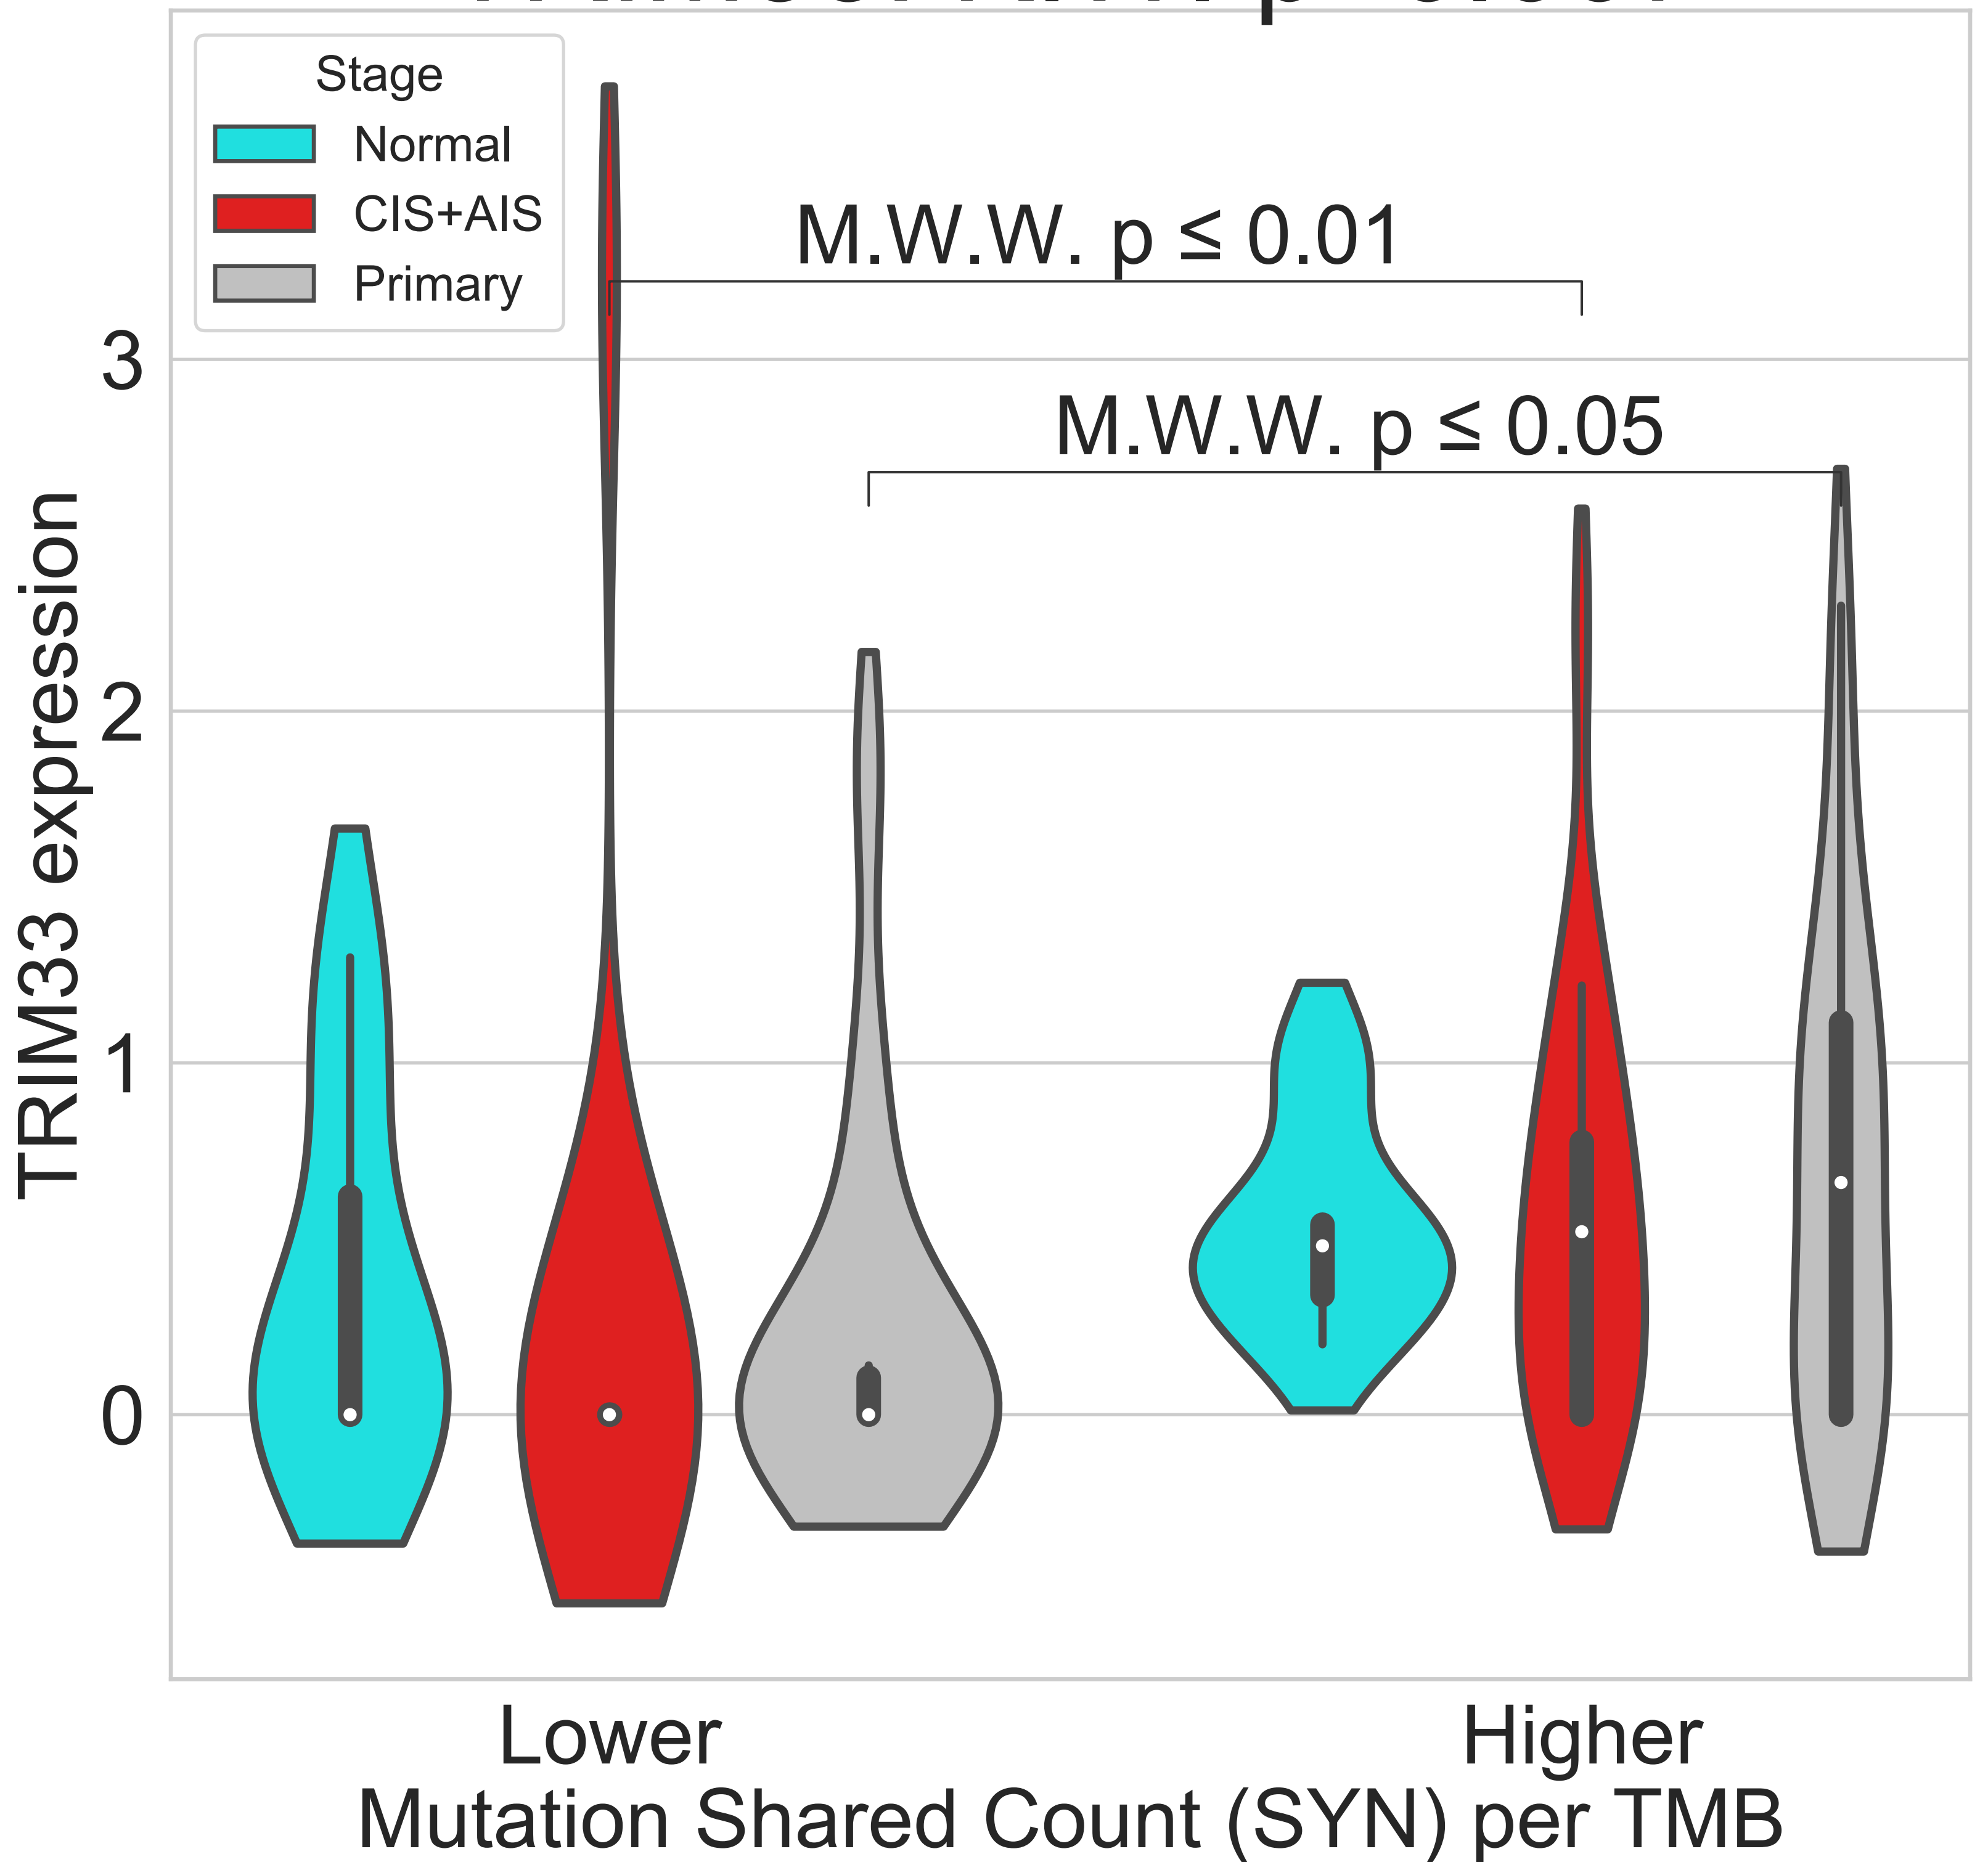 Stage
Normal
CIS+AIS
Primary
M.W.W. p ≤ 0.01
M.W.W. p ≤ 0.05
3
2
1
0
TRIM33 expression
Lower Higher
Mutation Shared Count (SYN) per TMB